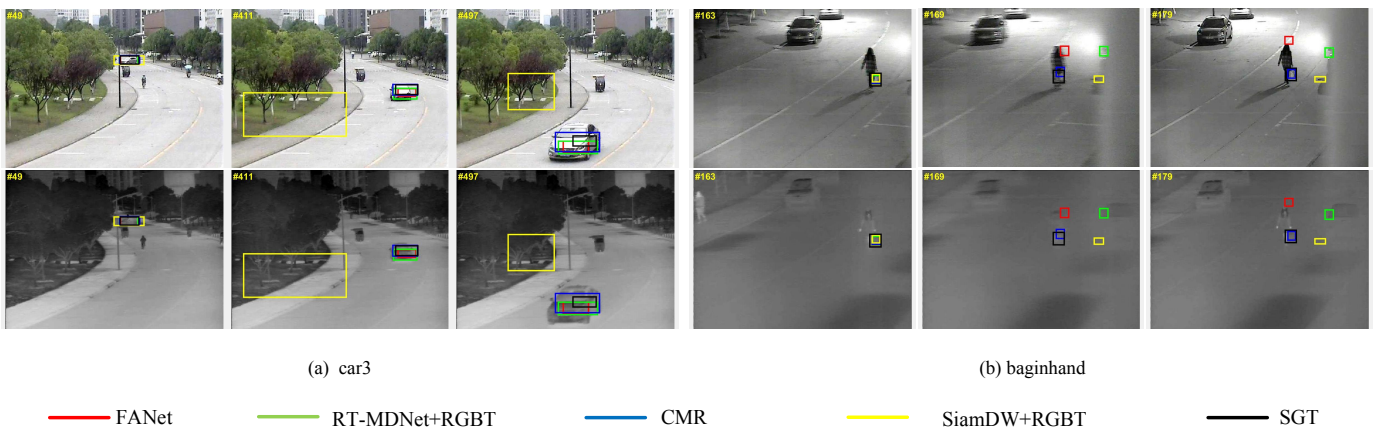 #49 #411 #497 #163 #169 #179
#49 #411 #497 #163 #169 #179
(a) car3 (b) baginhand
FANet RT-MDNet+RGBT CMR SiamDW+RGBT SGT